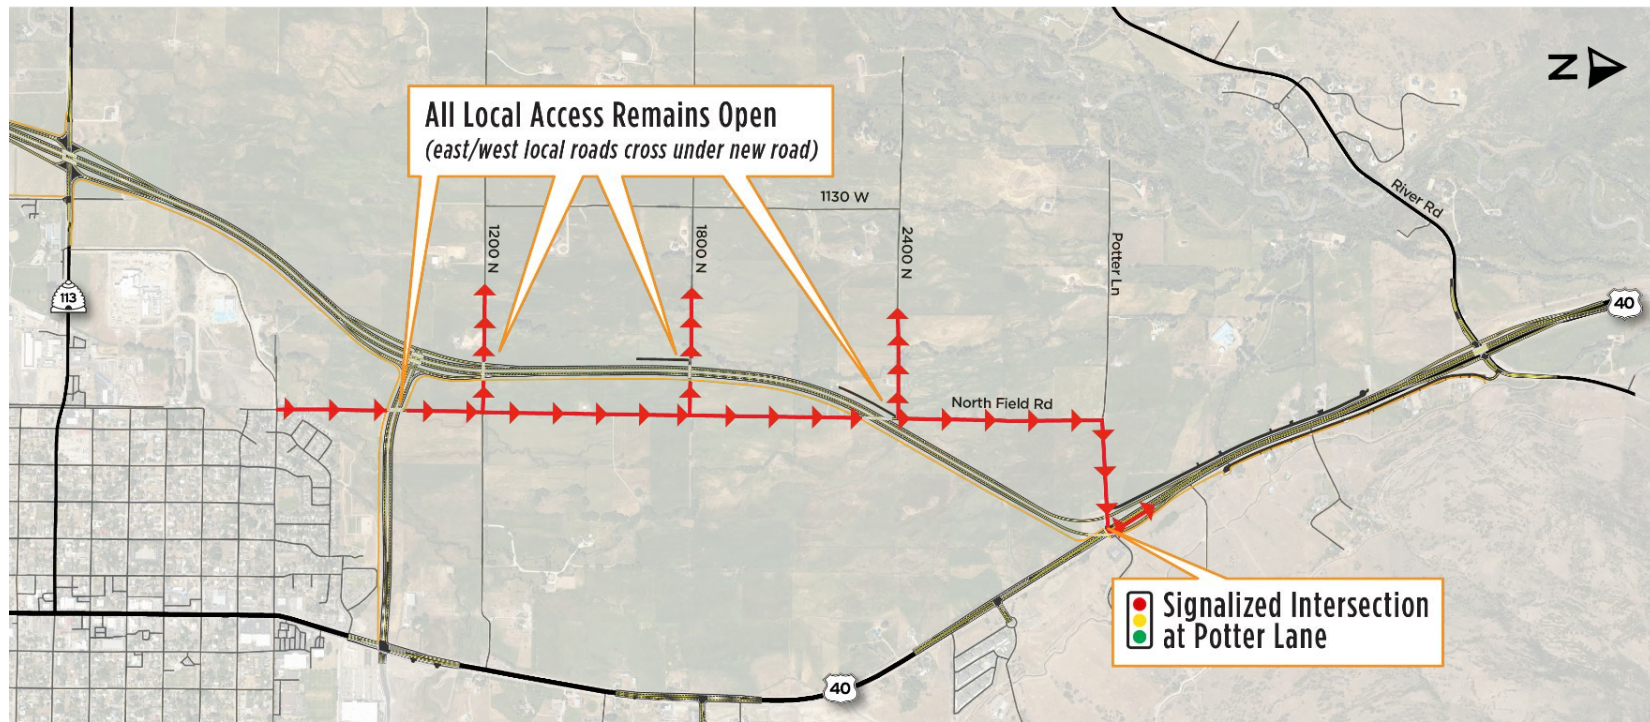 N
All Local Access Remains Open
(east/west local roads cross under new road)
1130 W
River Rd
1200 N
1800 N
2400 N
Potter Ln
113
40
North Field Rd
Signalized Intersection
at Potter Lane
40